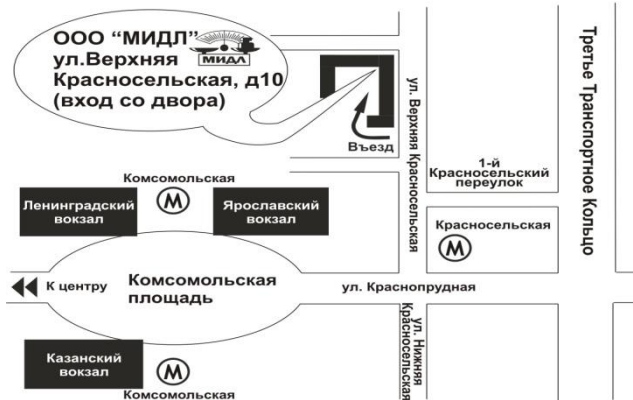 ООО “МИДЛ”
МИДЛ
ул.Верхняя
Красносельская, д10
(вход со двора)
Въезд
ул. Верхняя Красносельская
Третье Транспортное Кольцо
1-й
Красносельский
переулок
Комсомольская
М
Ленинградский
вокзал
Ярославский
вокзал
Красносельская
М
К центру
Комсомольская
площадь
ул. Краснопрудная
ул. Нижняя
Красносельская
Казанский
вокзал
М
Комсомольская